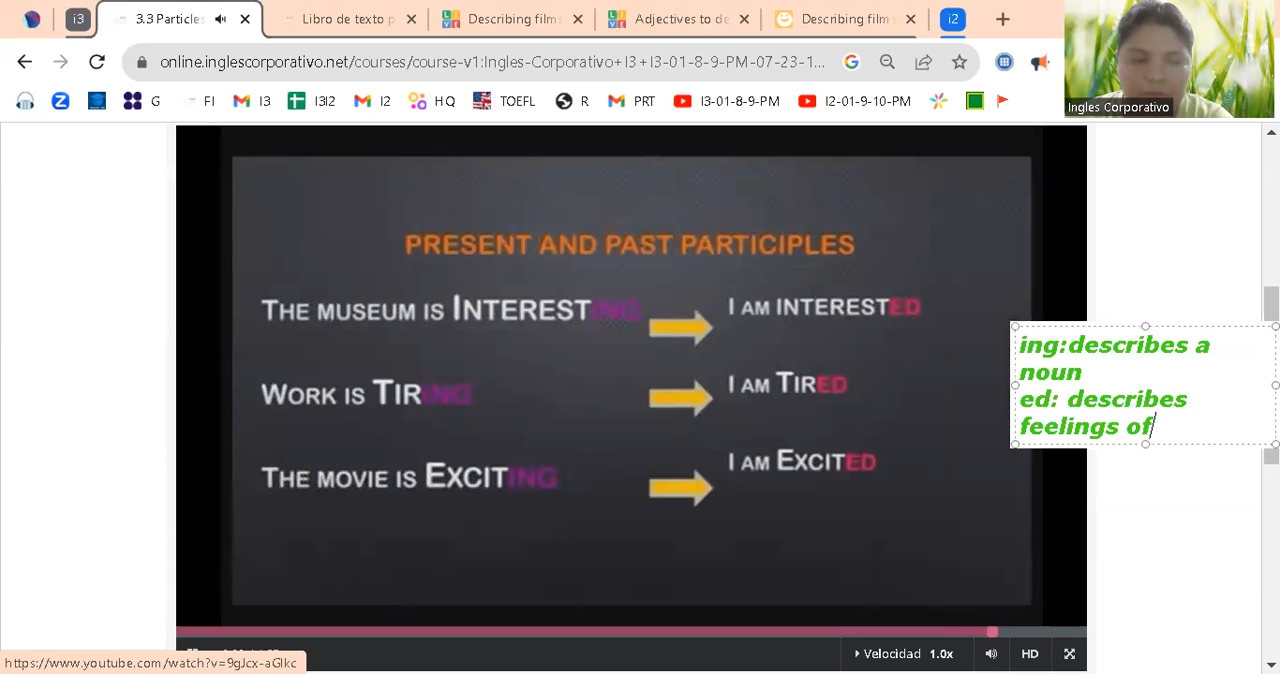 i3
3.3 Particles
Libro de texto p
Describing film
Adjectives to de
Describing film
i2
online.inglescorporativo.net/courses/course-v1:Ingles-Corporativo+I3+I3-01-8-9-PM-07-23-1...
G
FI
I3
I3I2
I2
HQ
TOEFL
R
PRT
I3-01-8-9-PM
I2-01-9-10-PM
Ingles Corporativo
PRESENT AND PAST PARTICIPLES
THE MUSEUM IS INTERESTING
I AM INTERESTED
WORK IS TIRING
I AM TIRED
THE MOVIE IS EXCITING
I AM EXCITED
ing:describes a
noun
ed: describes
feelings of
Velocidad 1.0x
HD
https://www.youtube.com/watch?v=9gJcx-aGlkc